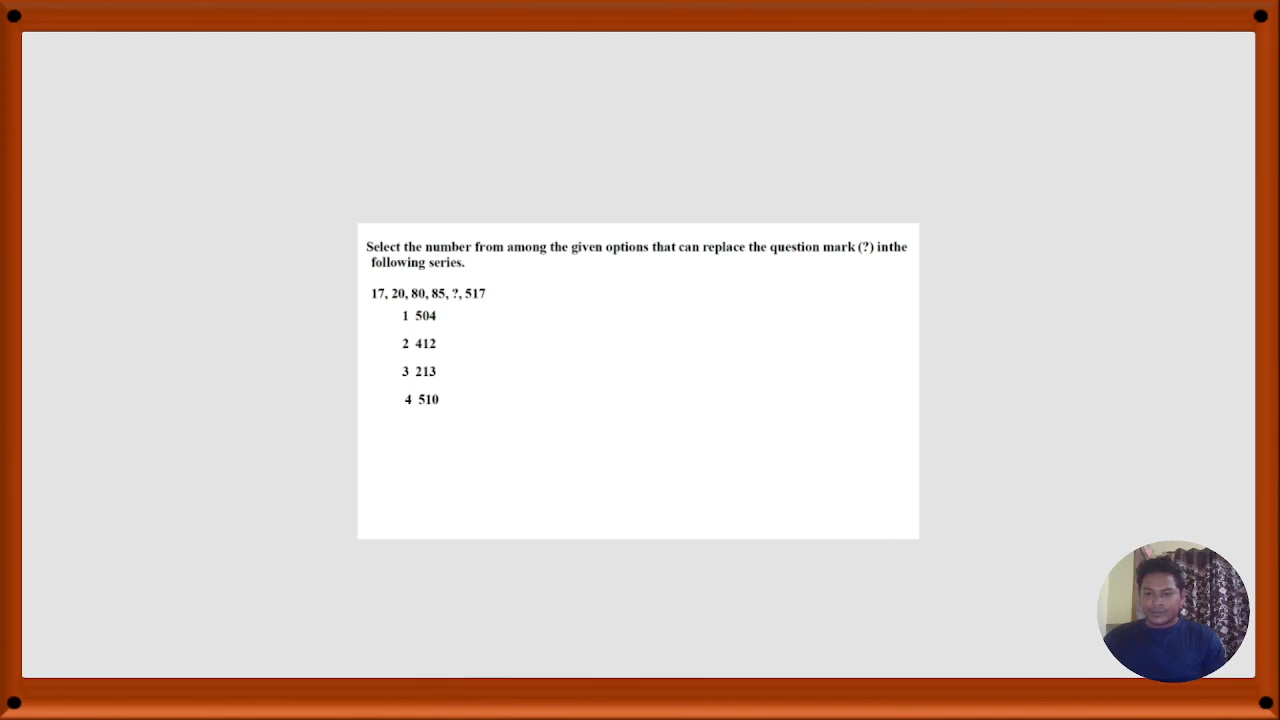 Select the number from among the given options that can replace the question mark (?) inthe
following series.
17, 20, 80, 85, ?, 517
1 504
2 412
3 213
4 510